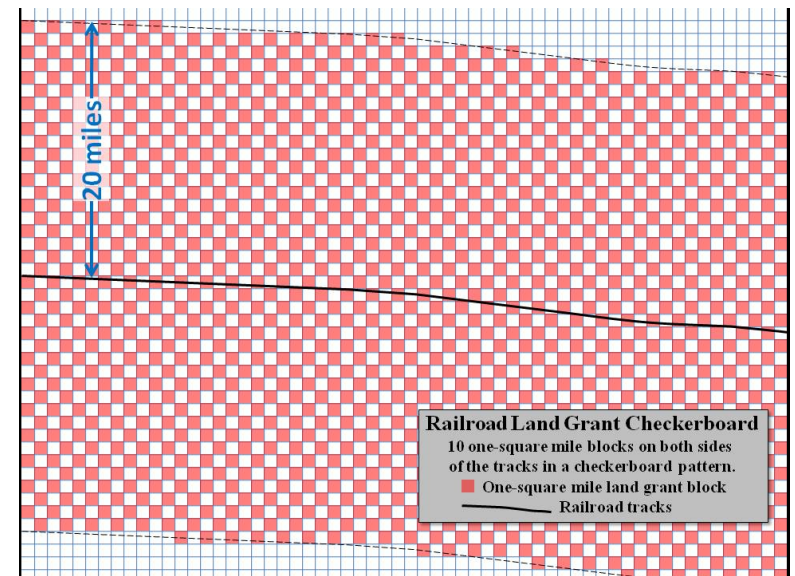 20 miles
Railroad Land Grant Checkerboard
10 one-square mile blocks on both sides
of the tracks in a checkerboard pattern.
One-square mile land grant block
Railroad tracks